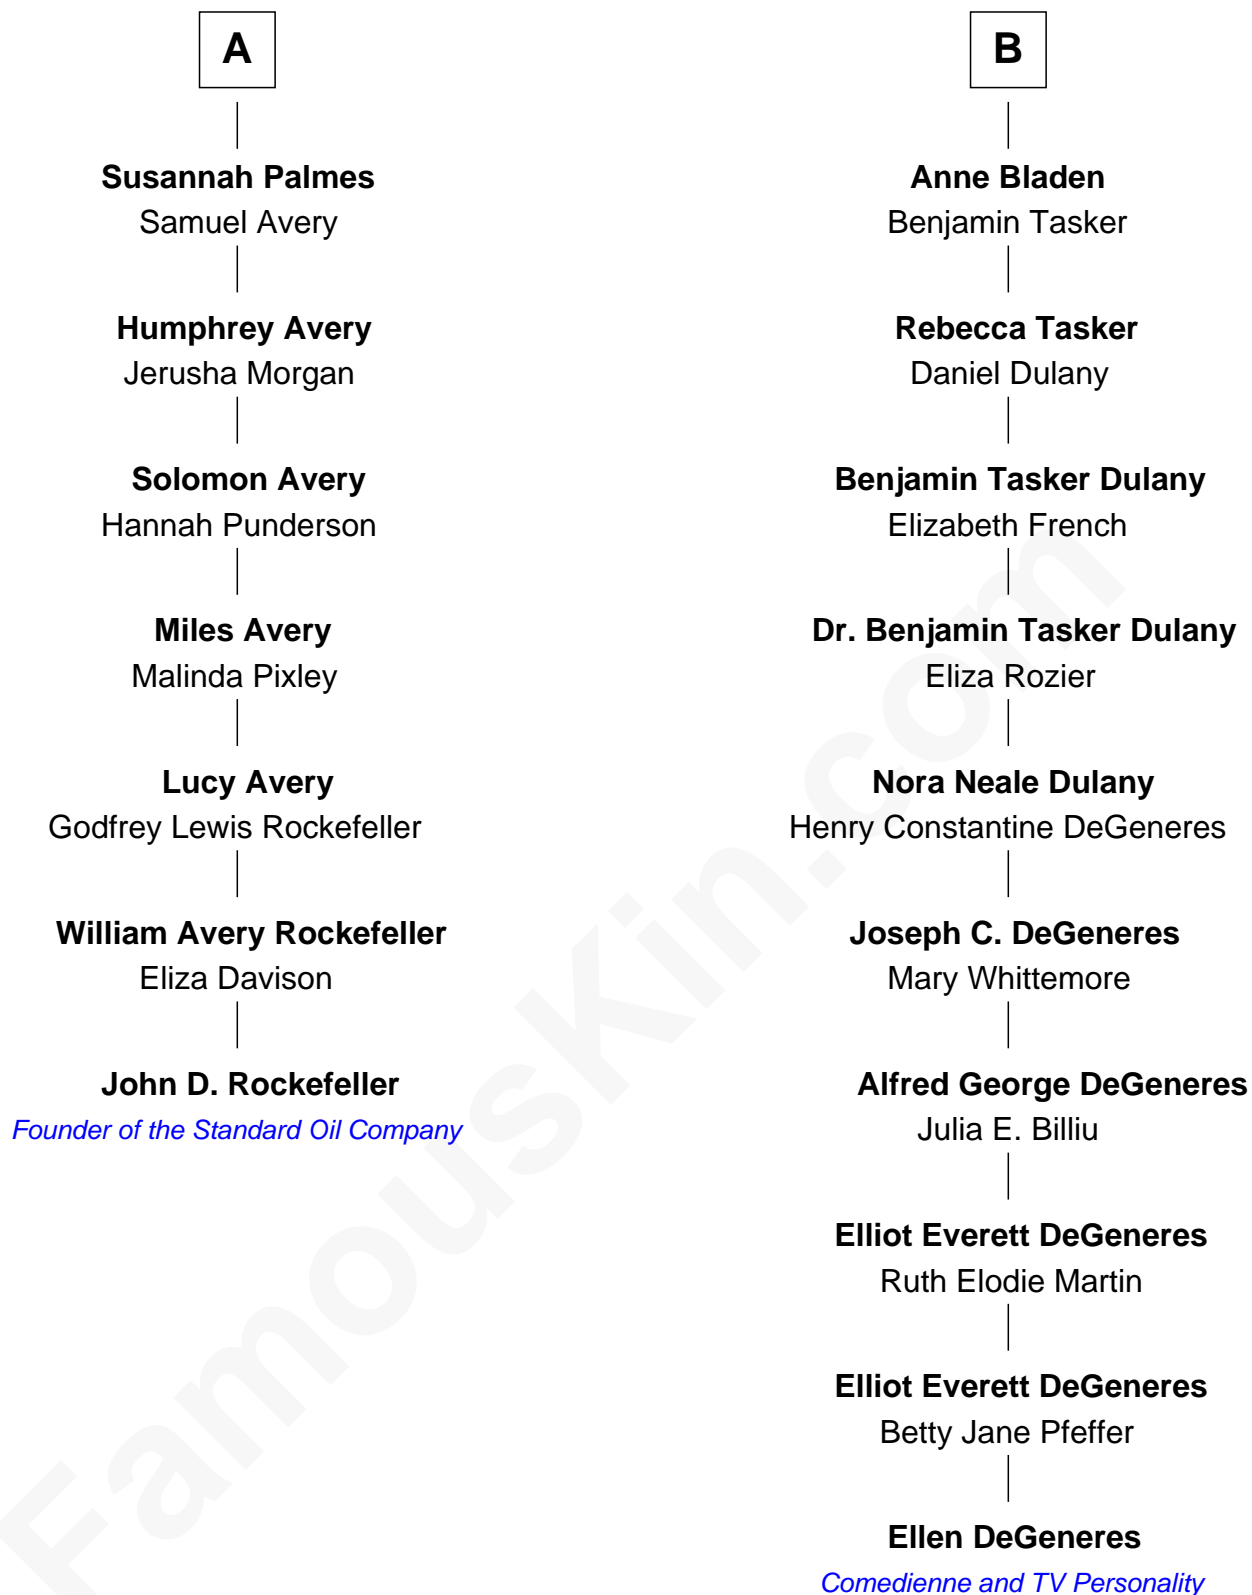 A
Susannah Palmes
Samuel Avery
Humphrey Avery
Jerusha Morgan
Solomon Avery
Hannah Punderson
Miles Avery
Malinda Pixley
Lucy Avery
Godfrey Lewis Rockefeller
William Avery Rockefeller
Eliza Davison
John D. Rockefeller
Founder of the Standard Oil Company
B
Anne Bladen
Benjamin Tasker
Rebecca Tasker
Daniel Dulany
Benjamin Tasker Dulany
Elizabeth French
Dr. Benjamin Tasker Dulany
Eliza Rozier
Nora Neale Dulany
Henry Constantine DeGeneres
Joseph C. DeGeneres
Mary Whittemore
Alfred George DeGeneres
Julia E. Billiu
Elliot Everett DeGeneres
Ruth Elodie Martin
Elliot Everett DeGeneres
Betty Jane Pfeffer
Ellen DeGeneres
Comedienne and TV Personality
FamousKin.com